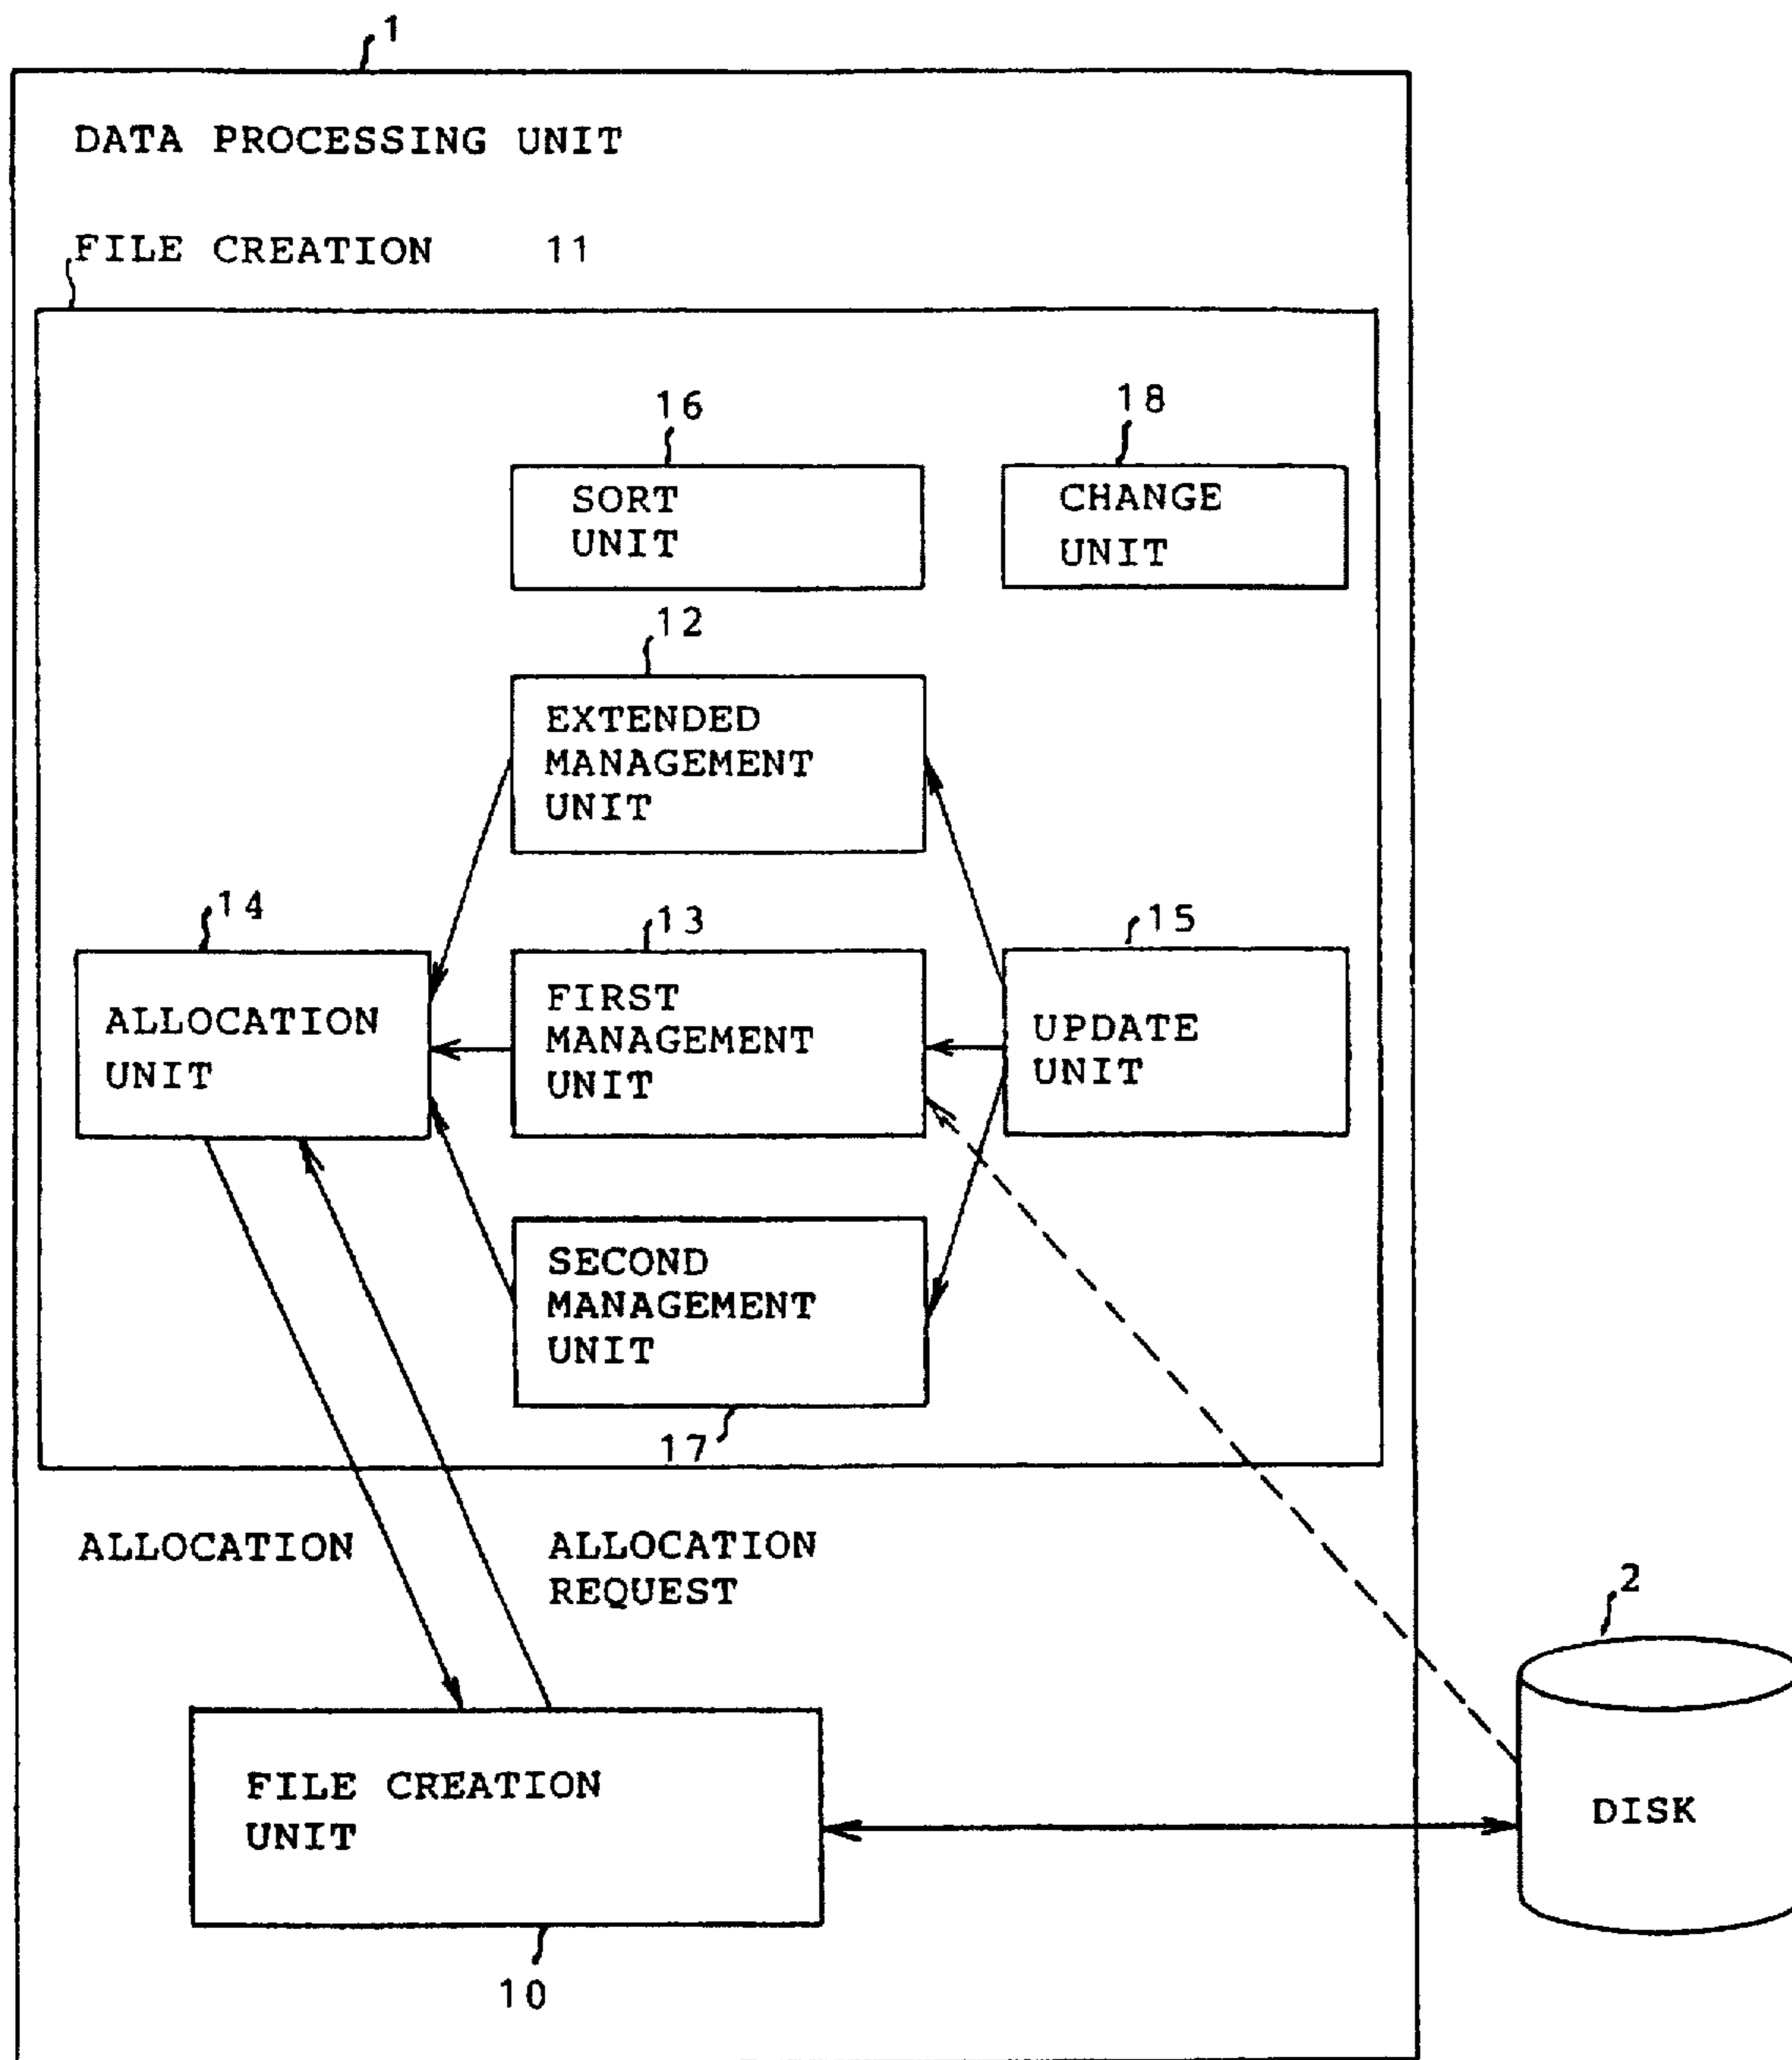 1
DATA PROCESSING UNIT
FILE CREATION 11
16
18
SORT
UNIT
CHANGE
UNIT
12
EXTENDED
MANAGEMENT
UNIT
14
13
15
ALLOCATION
UNIT
FIRST
MANAGEMENT
UNIT
UPDATE
UNIT
SECOND
MANAGEMENT
UNIT
17
ALLOCATION
ALLOCATION
REQUEST
2
FILE CREATION
UNIT
DISK
10